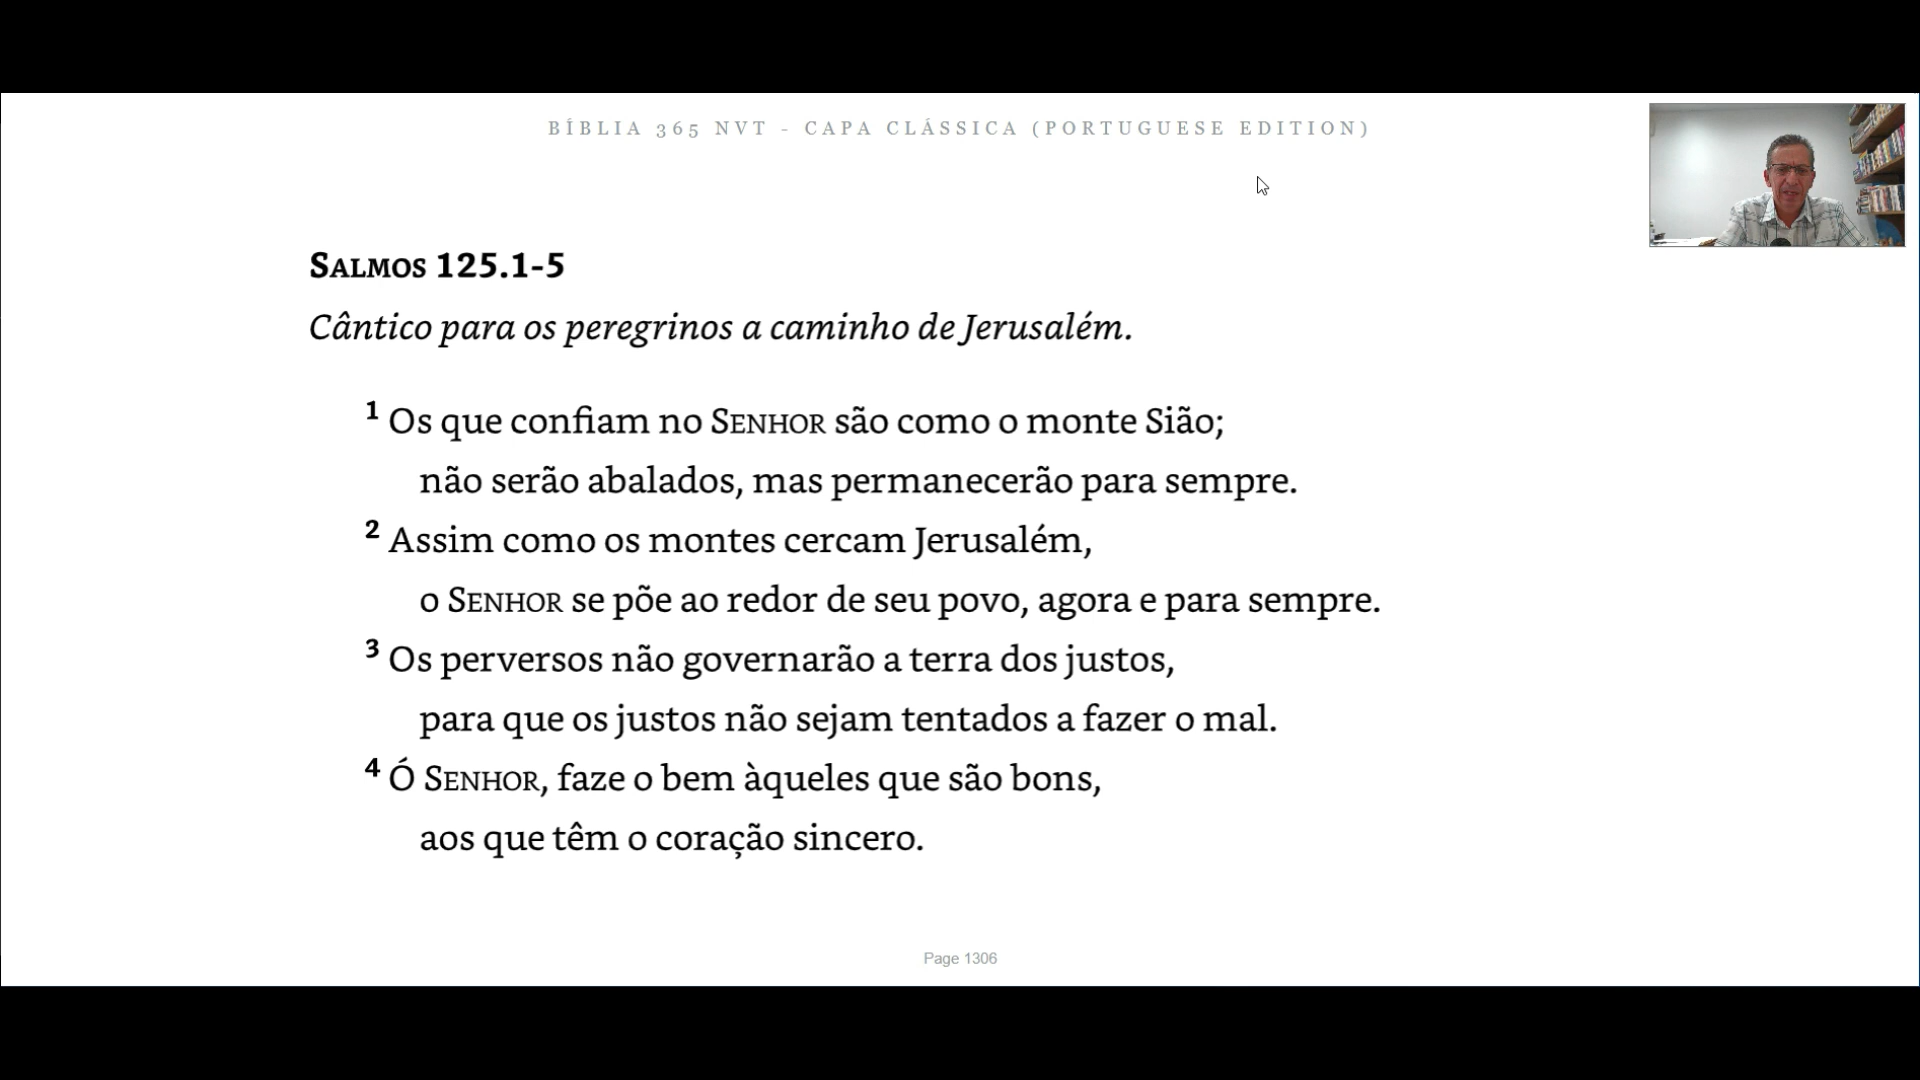 BÍBLIA 365 NVT - CAPA CLÁSSICA (PORTUGUESE EDITION)
SALMOS 125.1-5
Cântico para os peregrinos a caminho de Jerusalém.
1 Os que confiam no SENHOR são como o monte Sião;
não serão abalados, mas permanecerão para sempre.
2 Assim como os montes cercam Jerusalém,
o SENHOR se põe ao redor de seu povo, agora e para sempre.
3 Os perversos não governarão a terra dos justos,
para que os justos não sejam tentados a fazer o mal.
4 Ó SENHOR, faze o bem àqueles que são bons,
aos que têm o coração sincero.
Page 1306